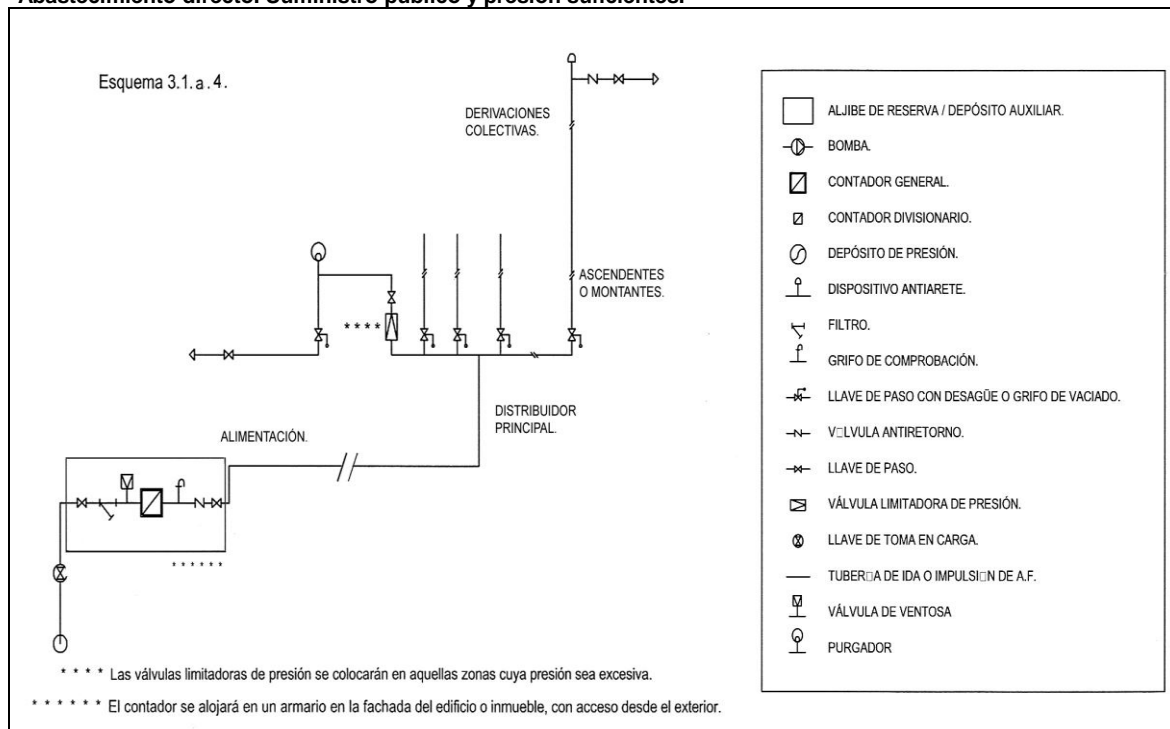 Abastecimiento directo. Suministro público y presión suficientes.
Esquema 3.1.a.4.
DERIVACIONES
COLECTIVAS.
ASCENDENTES
O MONTANTES.
* * * *
DISTRIBUIDOR
PRINCIPAL.
ALIMENTACIÓN.
* * * * * *
* * * * Las válvulas limitadoras de presión se colocarán en aquellas zonas cuya presión sea excesiva.
* * * * * * El contador se alojará en un armario en la fachada del edificio o inmueble, con acceso desde el exterior.
ALJIBE DE RESERVA / DEPÓSITO AUXILIAR.
BOMBA.
CONTADOR GENERAL.
CONTADOR DIVISIONARIO.
DEPÓSITO DE PRESIÓN.
DISPOSITIVO ANTIARETE.
FILTRO.
GRIFO DE COMPROBACIÓN.
LLAVE DE PASO CON DESAGÜE O GRIFO DE VACIADO.
V□LVULA ANTIRETORNO.
LLAVE DE PASO.
VÁLVULA LIMITADORA DE PRESIÓN.
LLAVE DE TOMA EN CARGA.
TUBER□A DE IDA O IMPULSI□N DE A.F.
VÁLVULA DE VENTOSA
PURGADOR